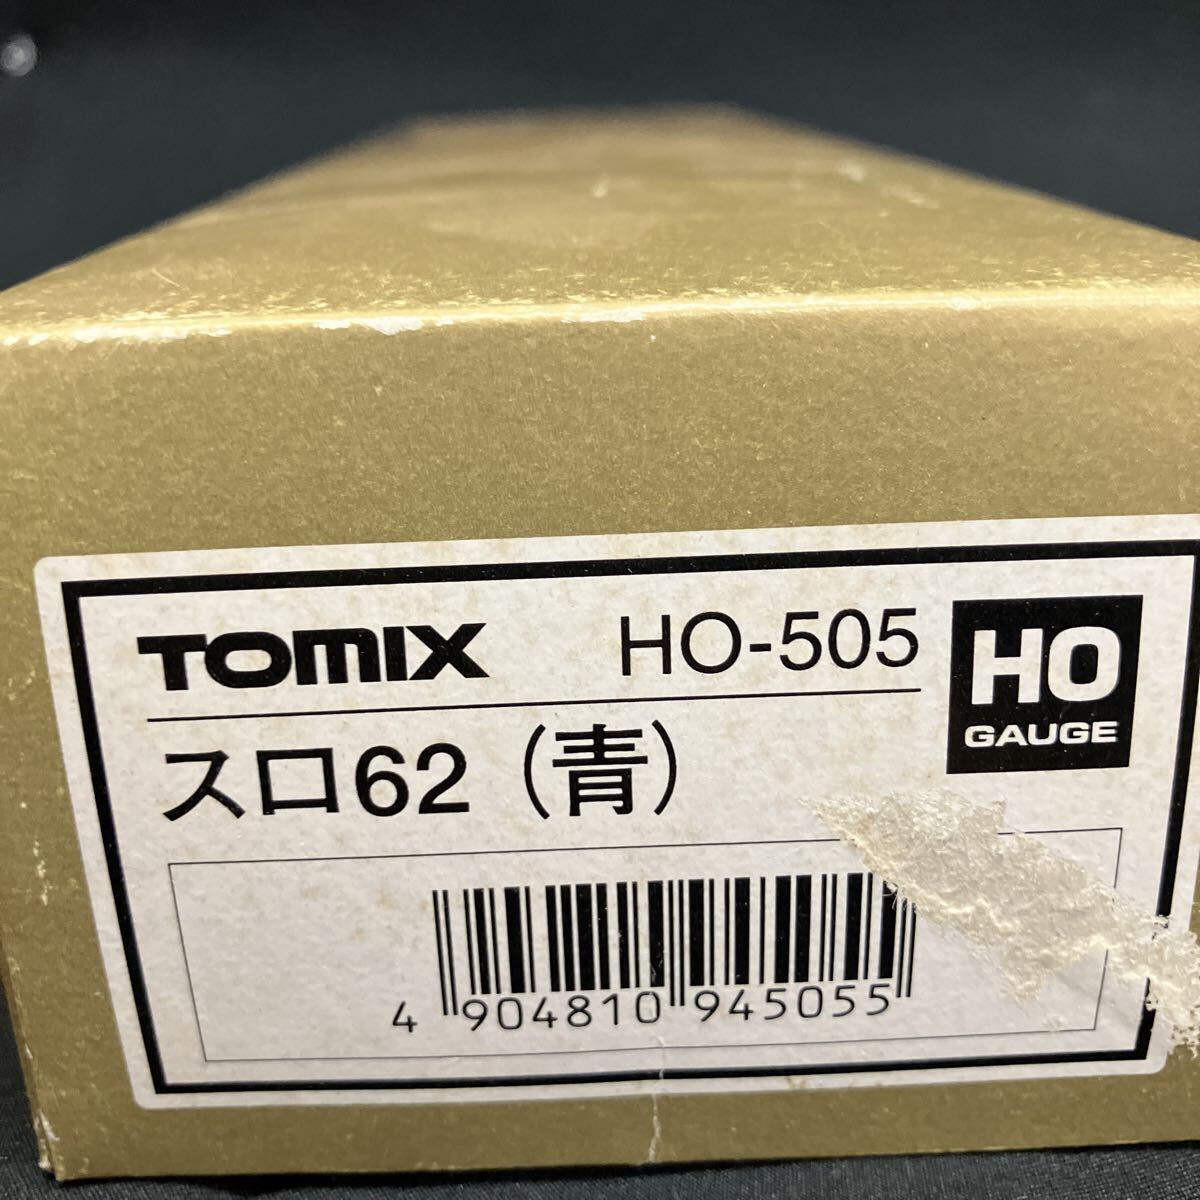 TOMIX HO-505
HO
GAUGE
スロ62（青）
4 904810 945055